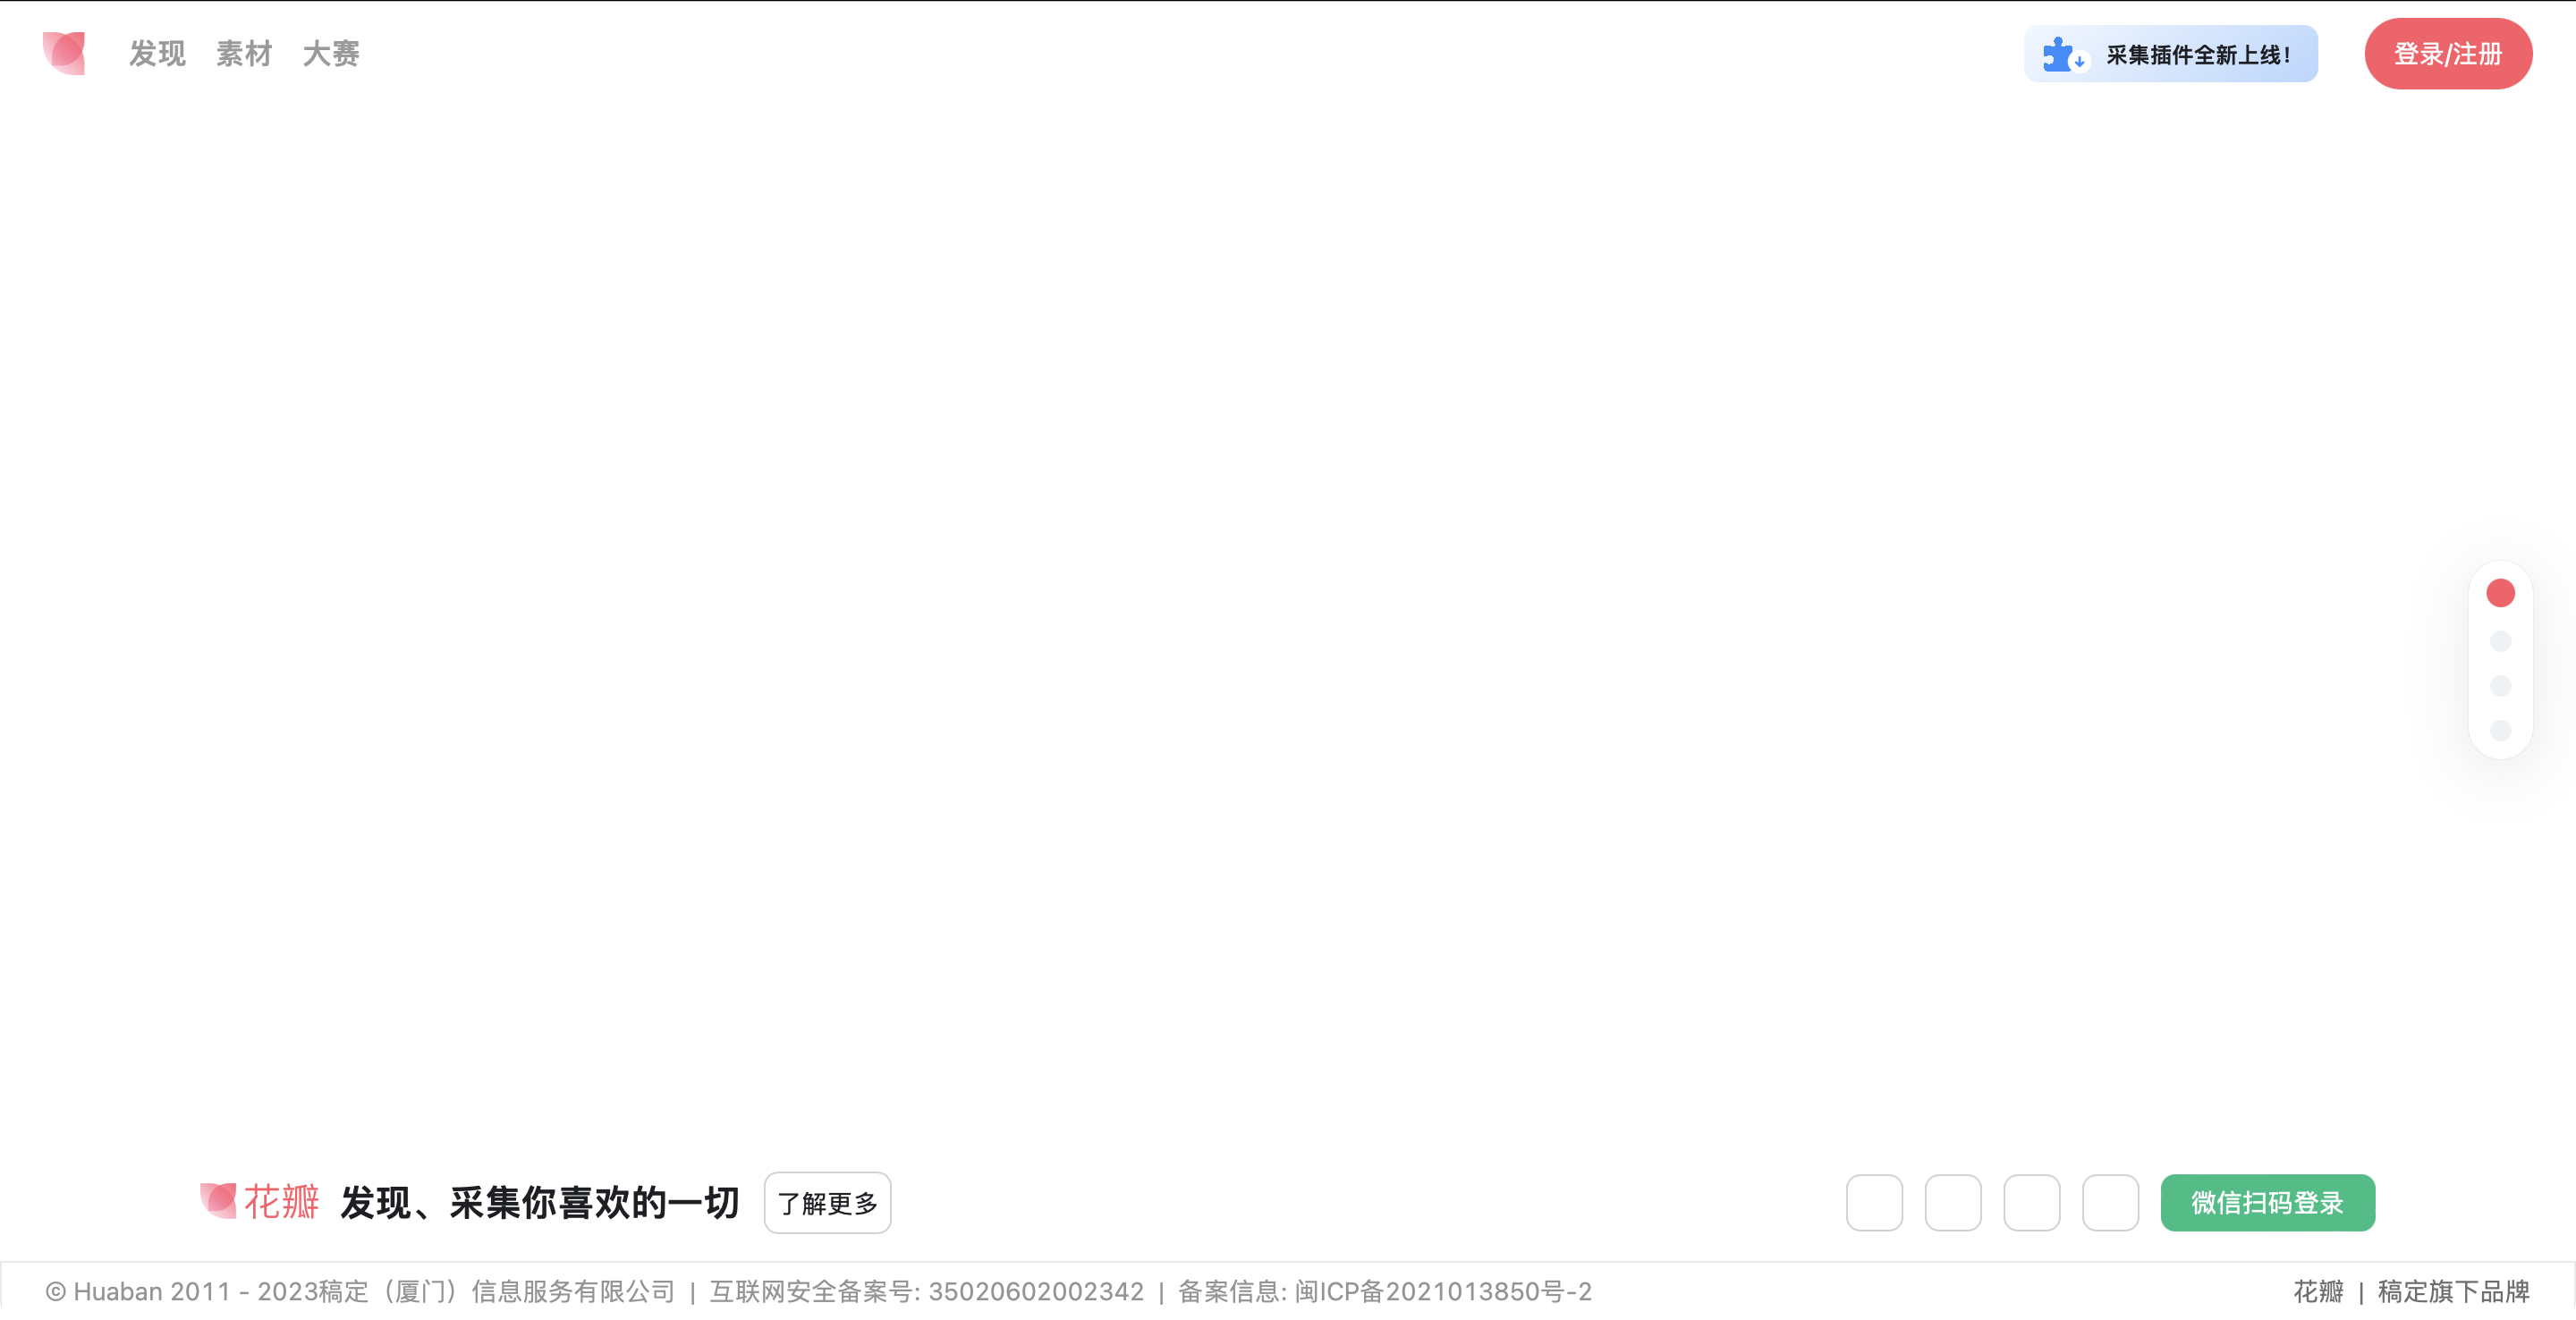 发现 素材 大赛 采集插件全新上线! 登录/注册
花瓣 发现、采集你喜欢的一切 了解更多 微信扫码登录
© Huaban 2011 - 2023稿定（厦门）信息服务有限公司 | 互联网安全备案号: 35020602002342 | 备案信息: 闽ICP备2021013850号-2 花瓣 | 稿定旗下品牌